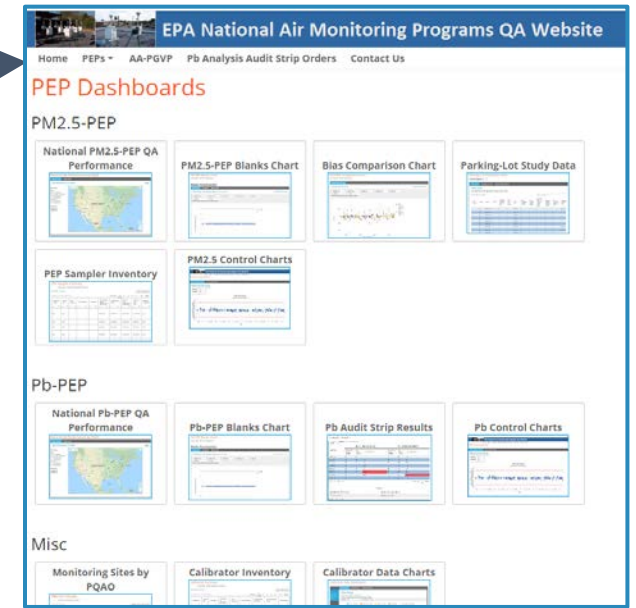 EPA National Air Monitoring Programs QA Website
Home PEPs AA-PGVP Pb Analysis Audit Strip Orders Contact Us
PEP Dashboards
PM2.5-PEP
National PM2.5-PEP QA
Performance
PM2.5-PEP Blanks Chart
Bias Comparison Chart
Parking-Lot Study Data
PEP Sampler Inventory
PM2.5 Control Charts
Pb-PEP
National Pb-PEP QA
Performance
Pb-PEP Blanks Chart
Pb Audit Strip Results
Pb Control Charts
Misc
Monitoring Sites by
PQAO
Calibrator Inventory
Calibrator Data Charts